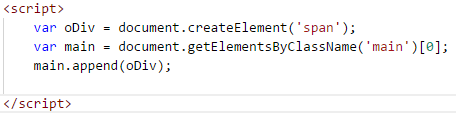 <script>
var oDiv = document.createElement('span');
var main = document.getElementsByClassName('main')[0];
main.append(oDiv);
</script>